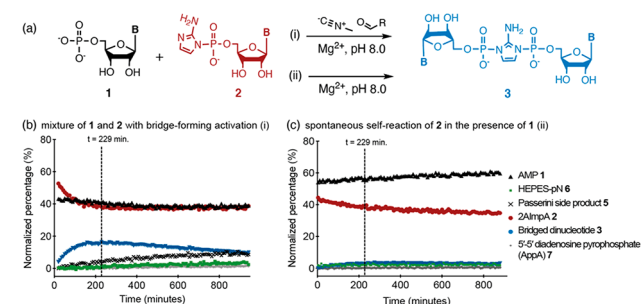 (a)
H₂N
⊕C≡N
O
R
O
⁻O-P-O
O⁻
B
O
HO OH
1
+
N
N
O
N-P-O
O⁻
B
O
HO OH
2
(i)
Mg²⁺, pH 8.0
(ii)
Mg²⁺, pH 8.0
OH OH
O
B
O
O-P-N
O⁻
NH₂
N-P-O
O
O⁻
B
O
HO OH
3
(b) mixture of 1 and 2 with bridge-forming activation (i)
t = 229 min.
Normalized percentage (%)
80
60
40
20
0
0 200 400 600 800
Time (minutes)
(c) spontaneous self-reaction of 2 in the presence of 1 (ii)
t = 229 min.
Normalized percentage (%)
80
60
40
20
0
0 200 400 600 800
Time (minutes)
AMP 1
HEPES-pN 6
Passerini side product 5
2AImpA 2
Bridged dinucleotide 3
5'-5' diadenosine pyrophosphate
(AppA) 7